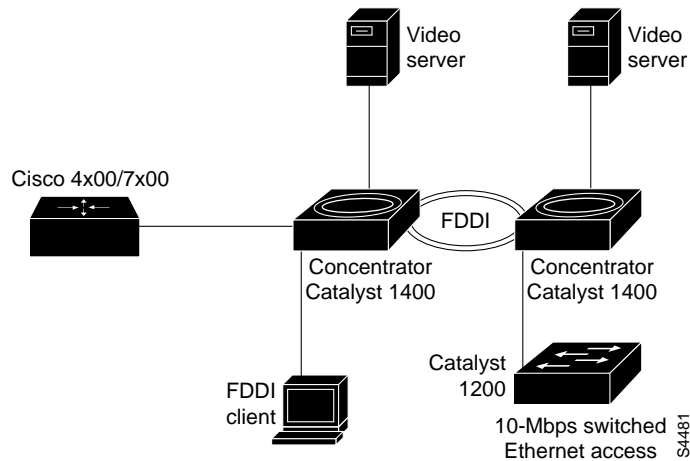 Video
server
Video
server
Cisco 4x00/7x00
FDDI
Concentrator
Catalyst 1400
Concentrator
Catalyst 1400
FDDI
client
Catalyst
1200
10-Mbps switched
Ethernet access
S4481